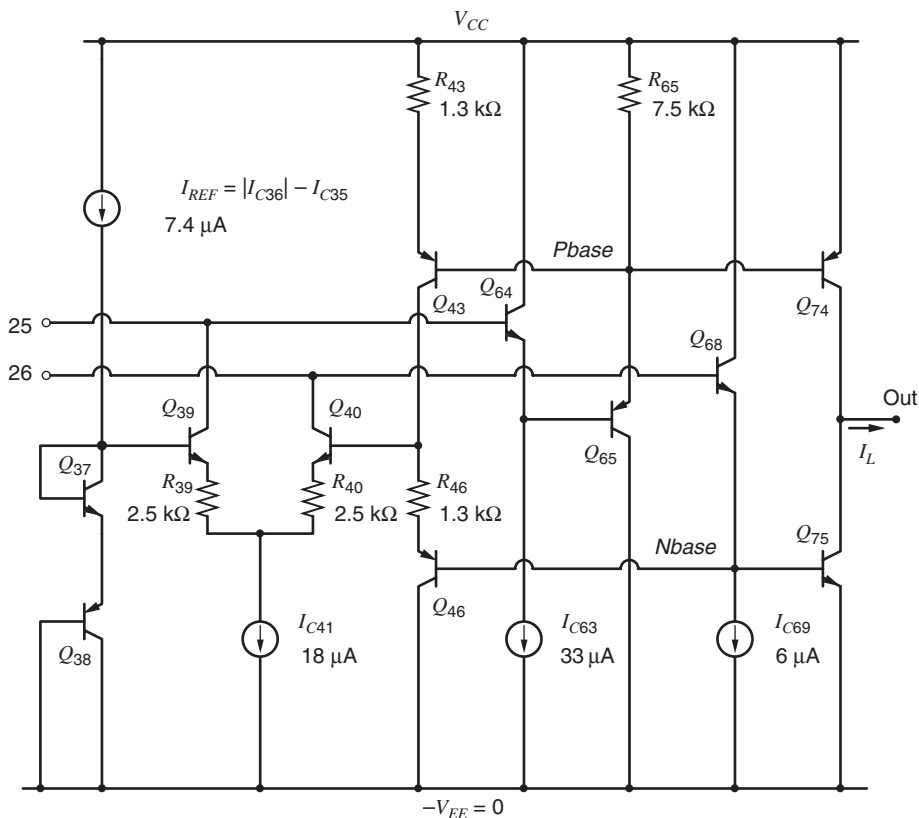 V_CC
R_43
1.3 kΩ
R_65
7.5 kΩ
I_REF = |I_C36| − I_C35
7.4 μA
Pbase
Q_64
Q_43
Q_74
25
26
Q_68
Q_39
Q_40
Out
I_L
Q_37
Q_65
R_39
2.5 kΩ
R_40
2.5 kΩ
R_46
1.3 kΩ
Nbase
Q_75
Q_46
Q_38
I_C41
18 μA
I_C63
33 μA
I_C69
6 μA
−V_EE = 0